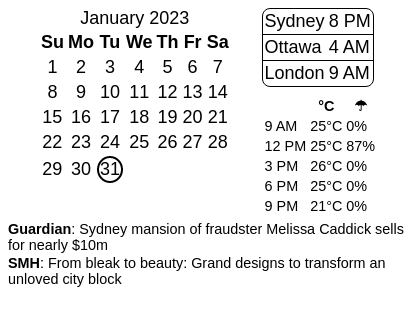 January 2023
Su Mo Tu We Th Fr Sa
1 2 3 4 5 6 7
8 9 10 11 12 13 14
15 16 17 18 19 20 21
22 23 24 25 26 27 28
29 30 31
Sydney 8 PM
Ottawa 4 AM
London 9 AM
°C ☂
9 AM 25°C 0%
12 PM 25°C 87%
3 PM 26°C 0%
6 PM 25°C 0%
9 PM 21°C 0%
Guardian: Sydney mansion of fraudster Melissa Caddick sells
for nearly $10m
SMH: From bleak to beauty: Grand designs to transform an
unloved city block